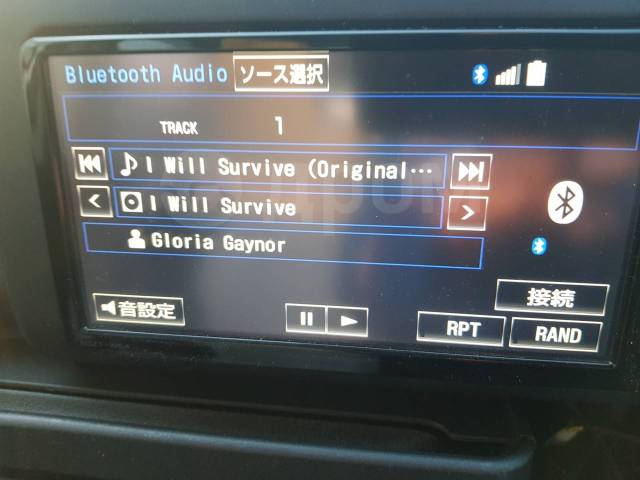 Bluetooth Audio ソース選択
TRACK 1
I Will Survive (Original…
I Will Survive
Gloria Gaynor
接続
音設定
RPT RAND